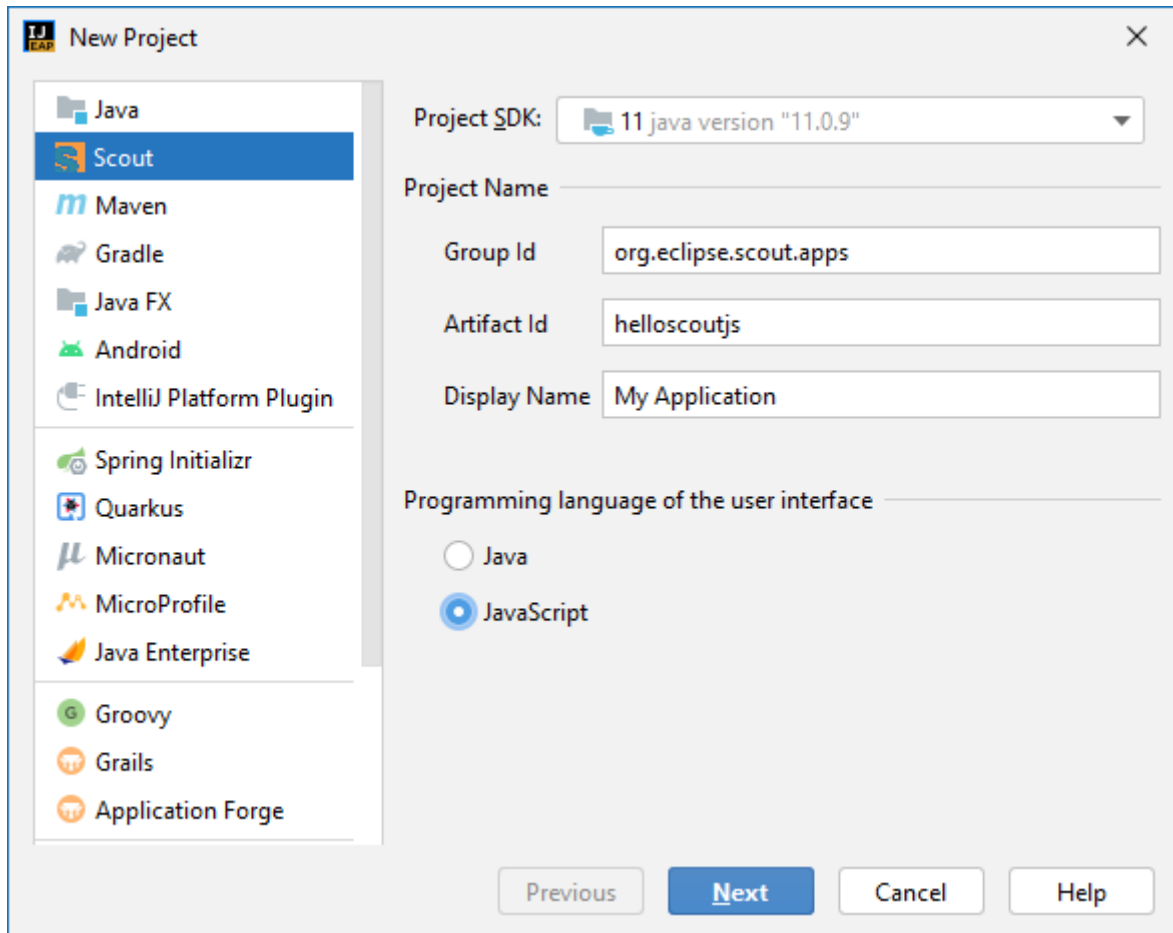 IJ
EAP
New Project
Java
Scout
Maven
Gradle
Java FX
Android
IntelliJ Platform Plugin
Spring Initializr
Quarkus
Micronaut
MicroProfile
Java Enterprise
G
Groovy
Grails
Application Forge
Project SDK: 11 java version "11.0.9"
Project Name
Group Id org.eclipse.scout.apps
Artifact Id helloscoutjs
Display Name My Application
Programming language of the user interface
Java
JavaScript
Previous Next Cancel Help